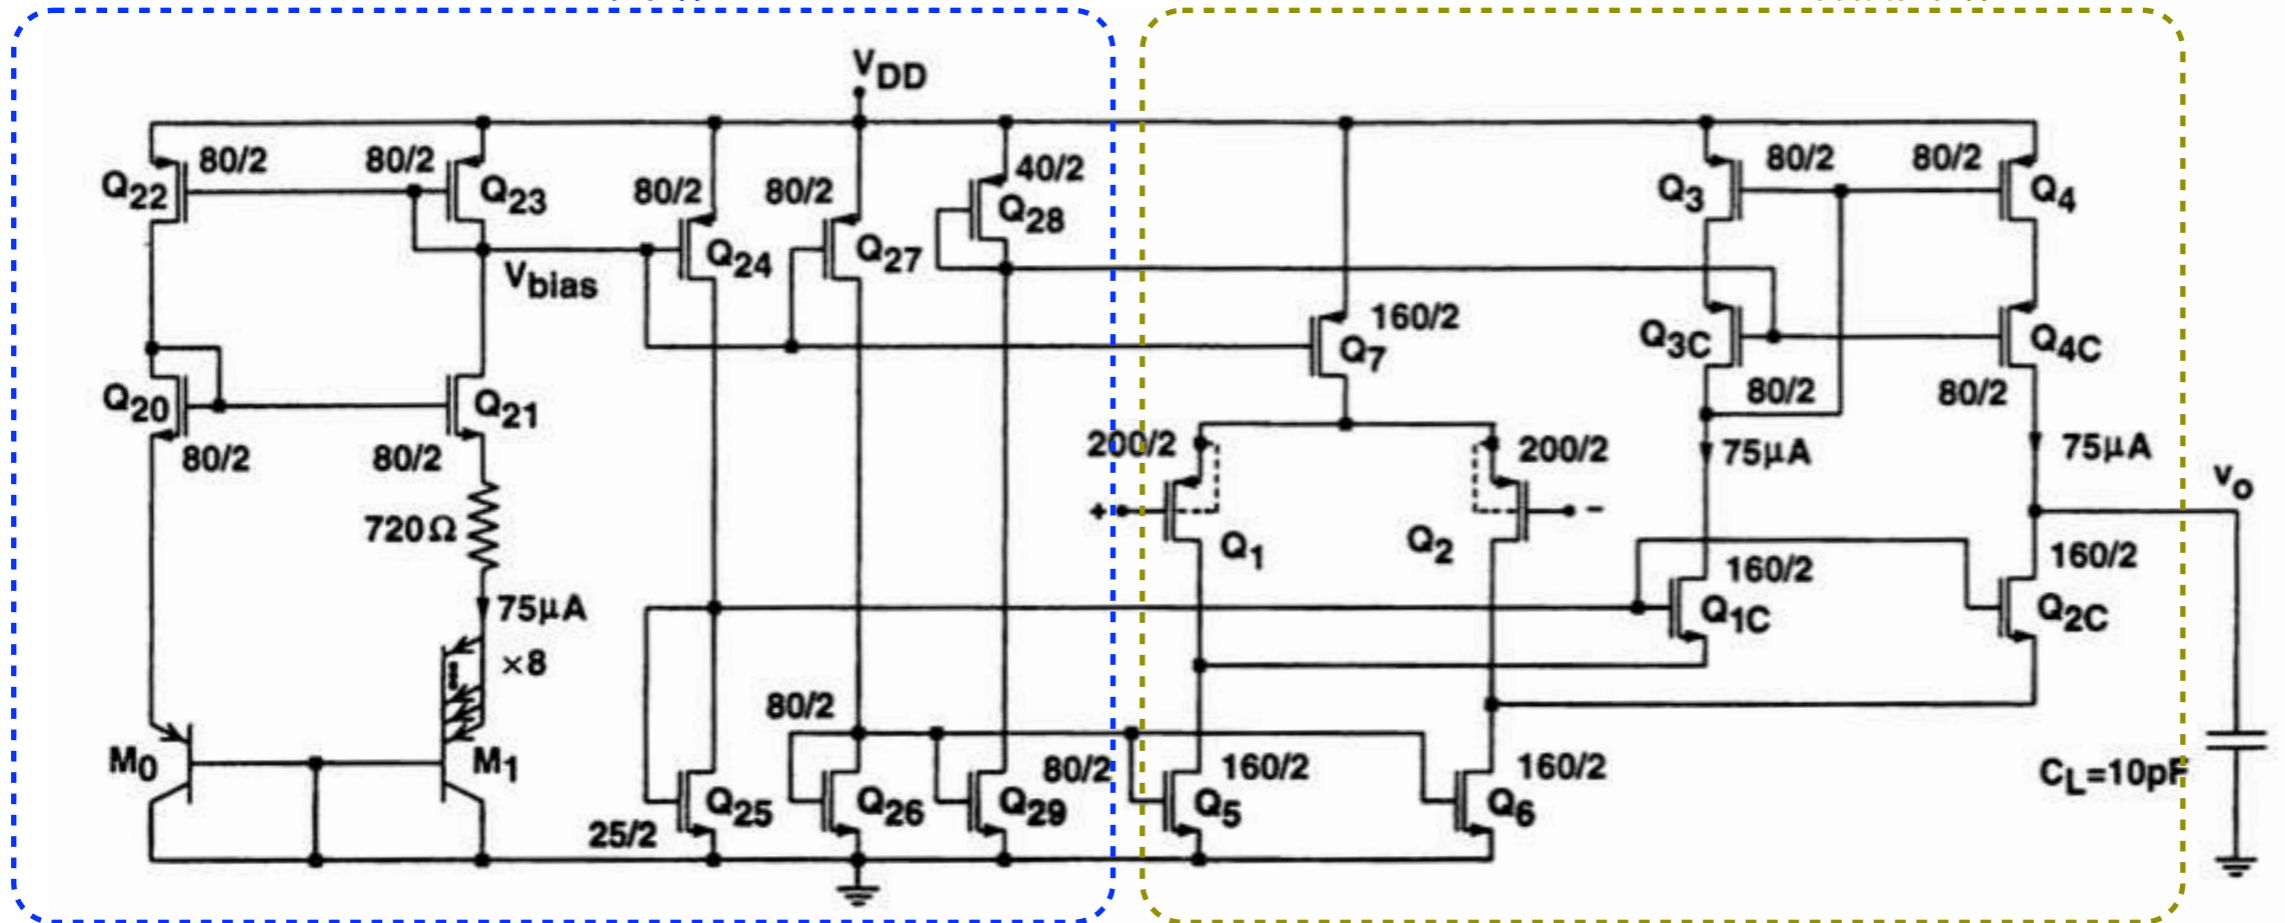 VDD
80/2
80/2
40/2
80/2
80/2
80/2
80/2
Q22
Q23
Q28
Q3
Q4
Q24
Q27
Vbias
160/2
Q7
Q3C
Q4C
80/2
80/2
Q20
Q21
80/2
80/2
200/2
200/2
75μA
75μA
vo
720Ω
+
-
Q1
Q2
160/2
160/2
75μA
Q1C
Q2C
×8
80/2
M0
M1
80/2
160/2
160/2
CL=10pF
Q25
Q26
Q29
Q5
Q6
25/2